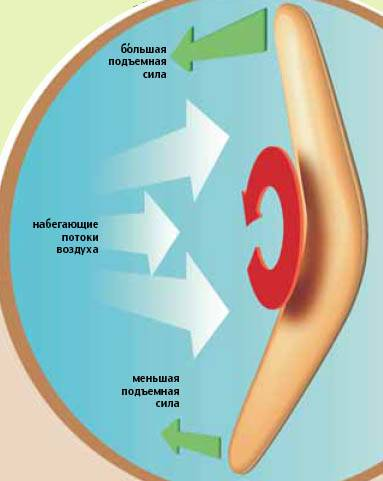 бо́льшая
подъемная
сила
набегающие
потоки
воздуха
меньшая
подъемная
сила